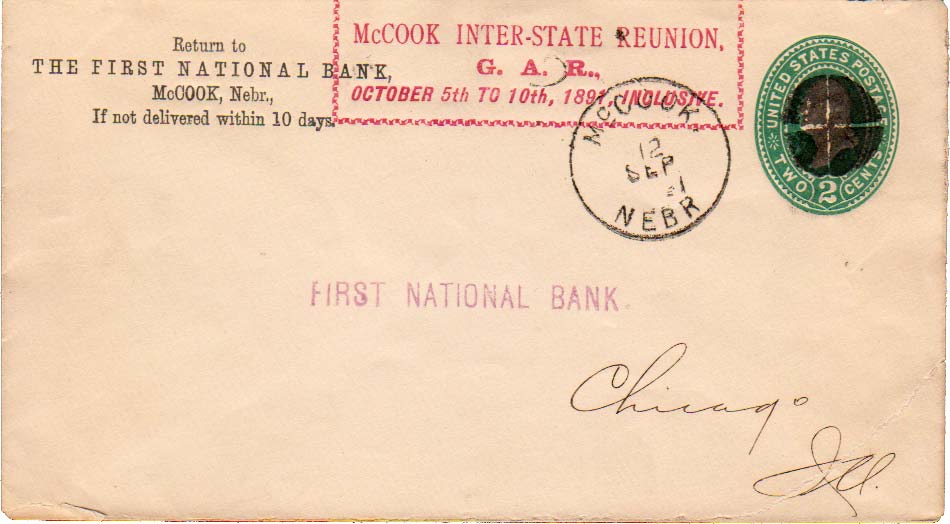 Return to
THE FIRST NATIONAL BANK,
McCOOK, Nebr.,
If not delivered within 10 days.
McCOOK INTER-STATE REUNION,
G. A. R.,
OCTOBER 5th TO 10th, 1891, INCLUSIVE.
McCOOK.
12
SEP
1
NEBR
UNITED STATES POSTAGE
TWO 2 CENTS
FIRST NATIONAL BANK.
Chicago
Ill.